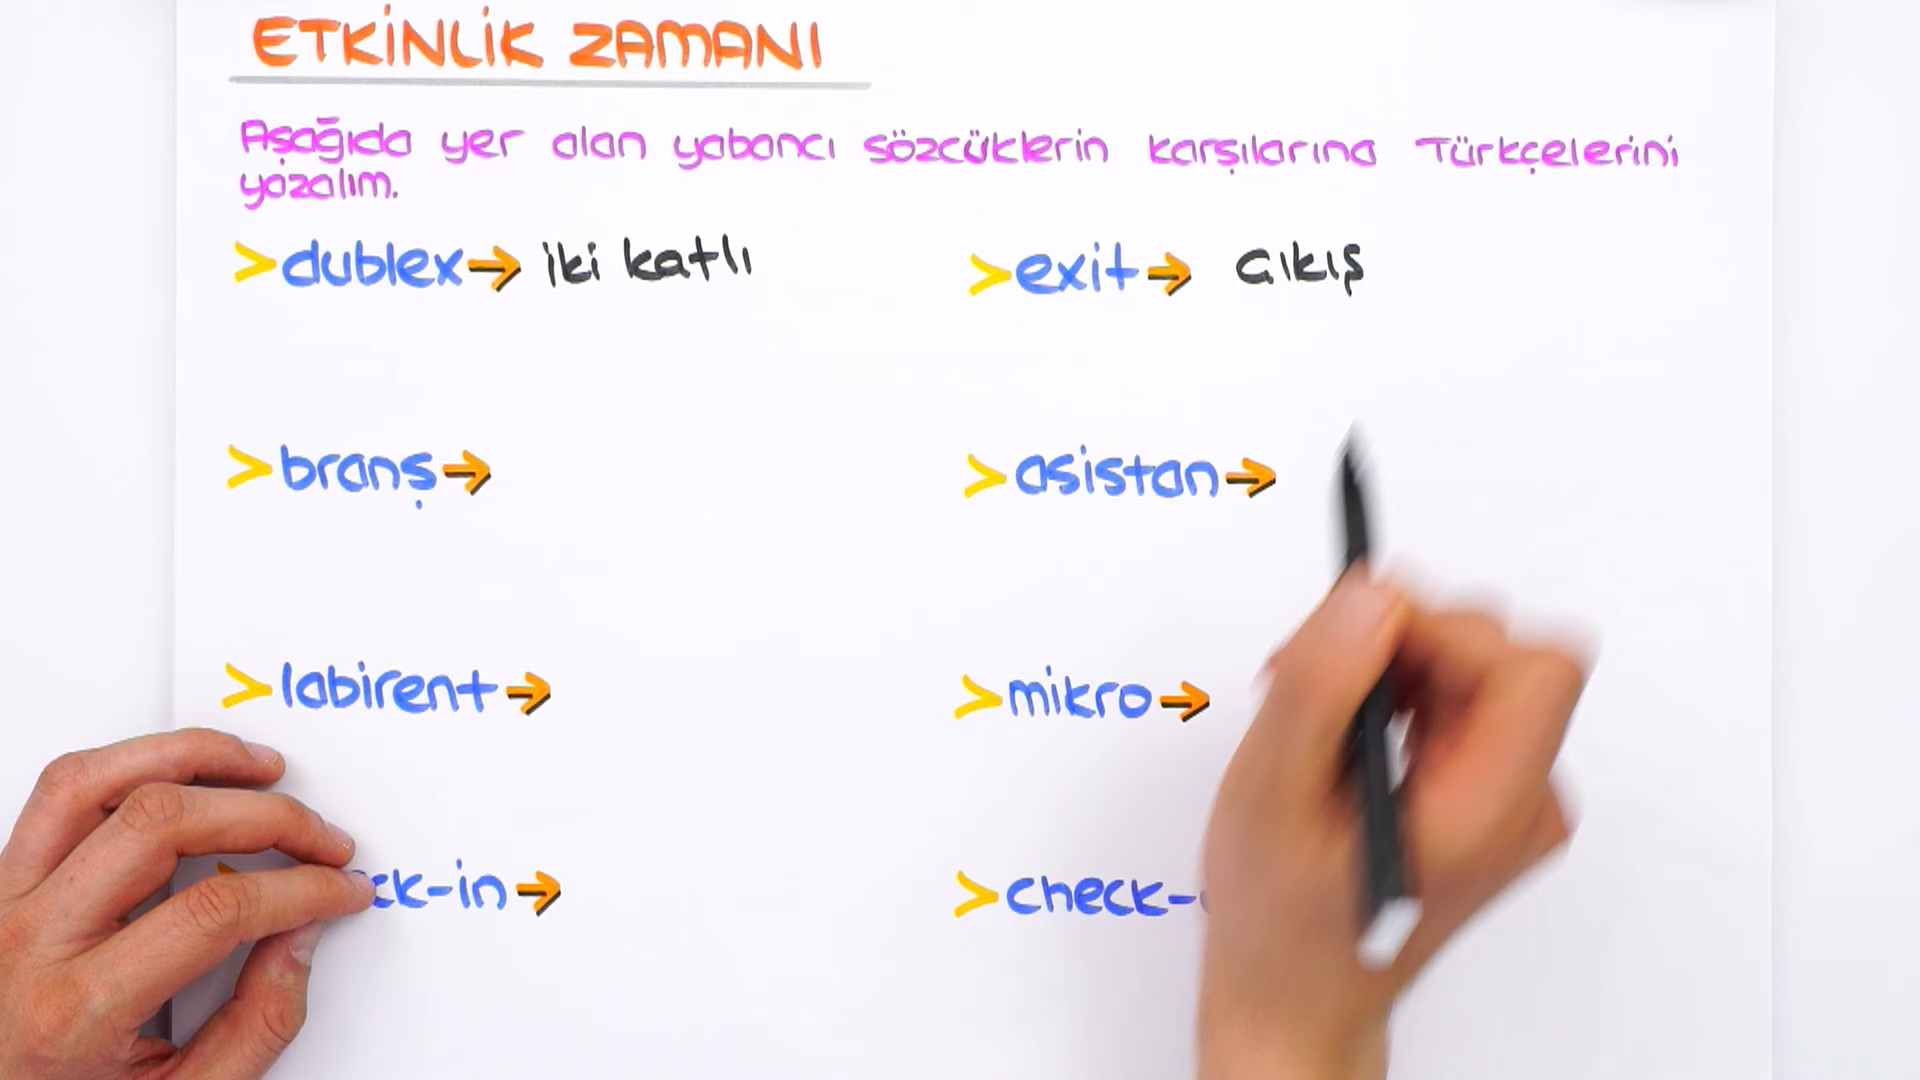 ETKİNLİK ZAMANI
Aşağıda yer alan yabancı sözcüklerin karşılarına Türkçelerini
yazalım.
>dublex→ iki katlı
>exit→ cıkış
>branş→
>asistan→
>labirent→
>mikro→
ck-in→
>check-